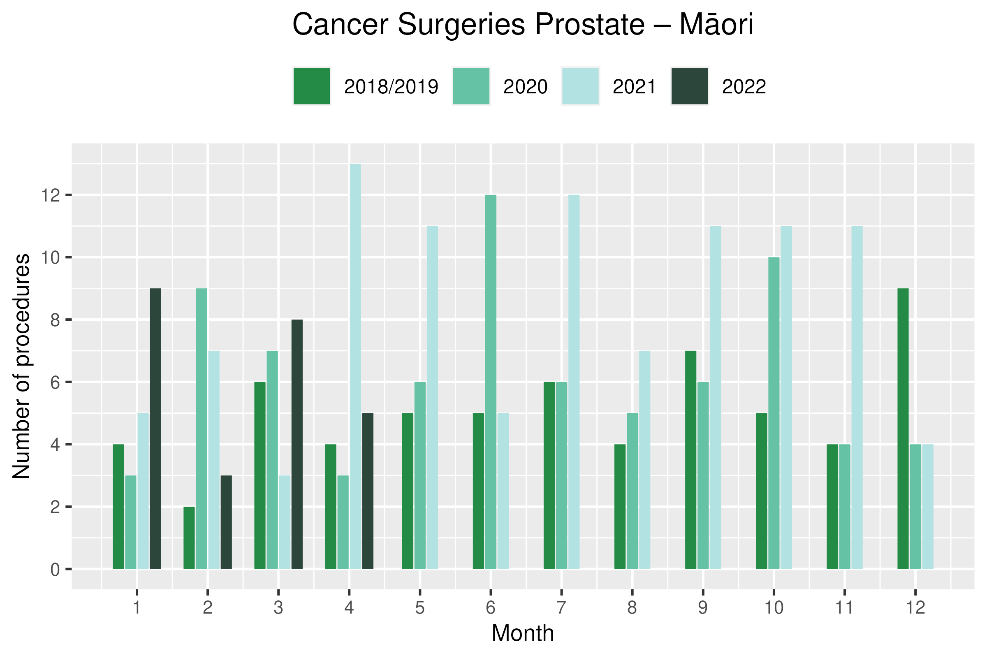 Cancer Surgeries Prostate – Māori
2018/2019 2020 2021 2022
Number of procedures
12
10
8
6
4
2
0
1 2 3 4 5 6 7 8 9 10 11 12
Month